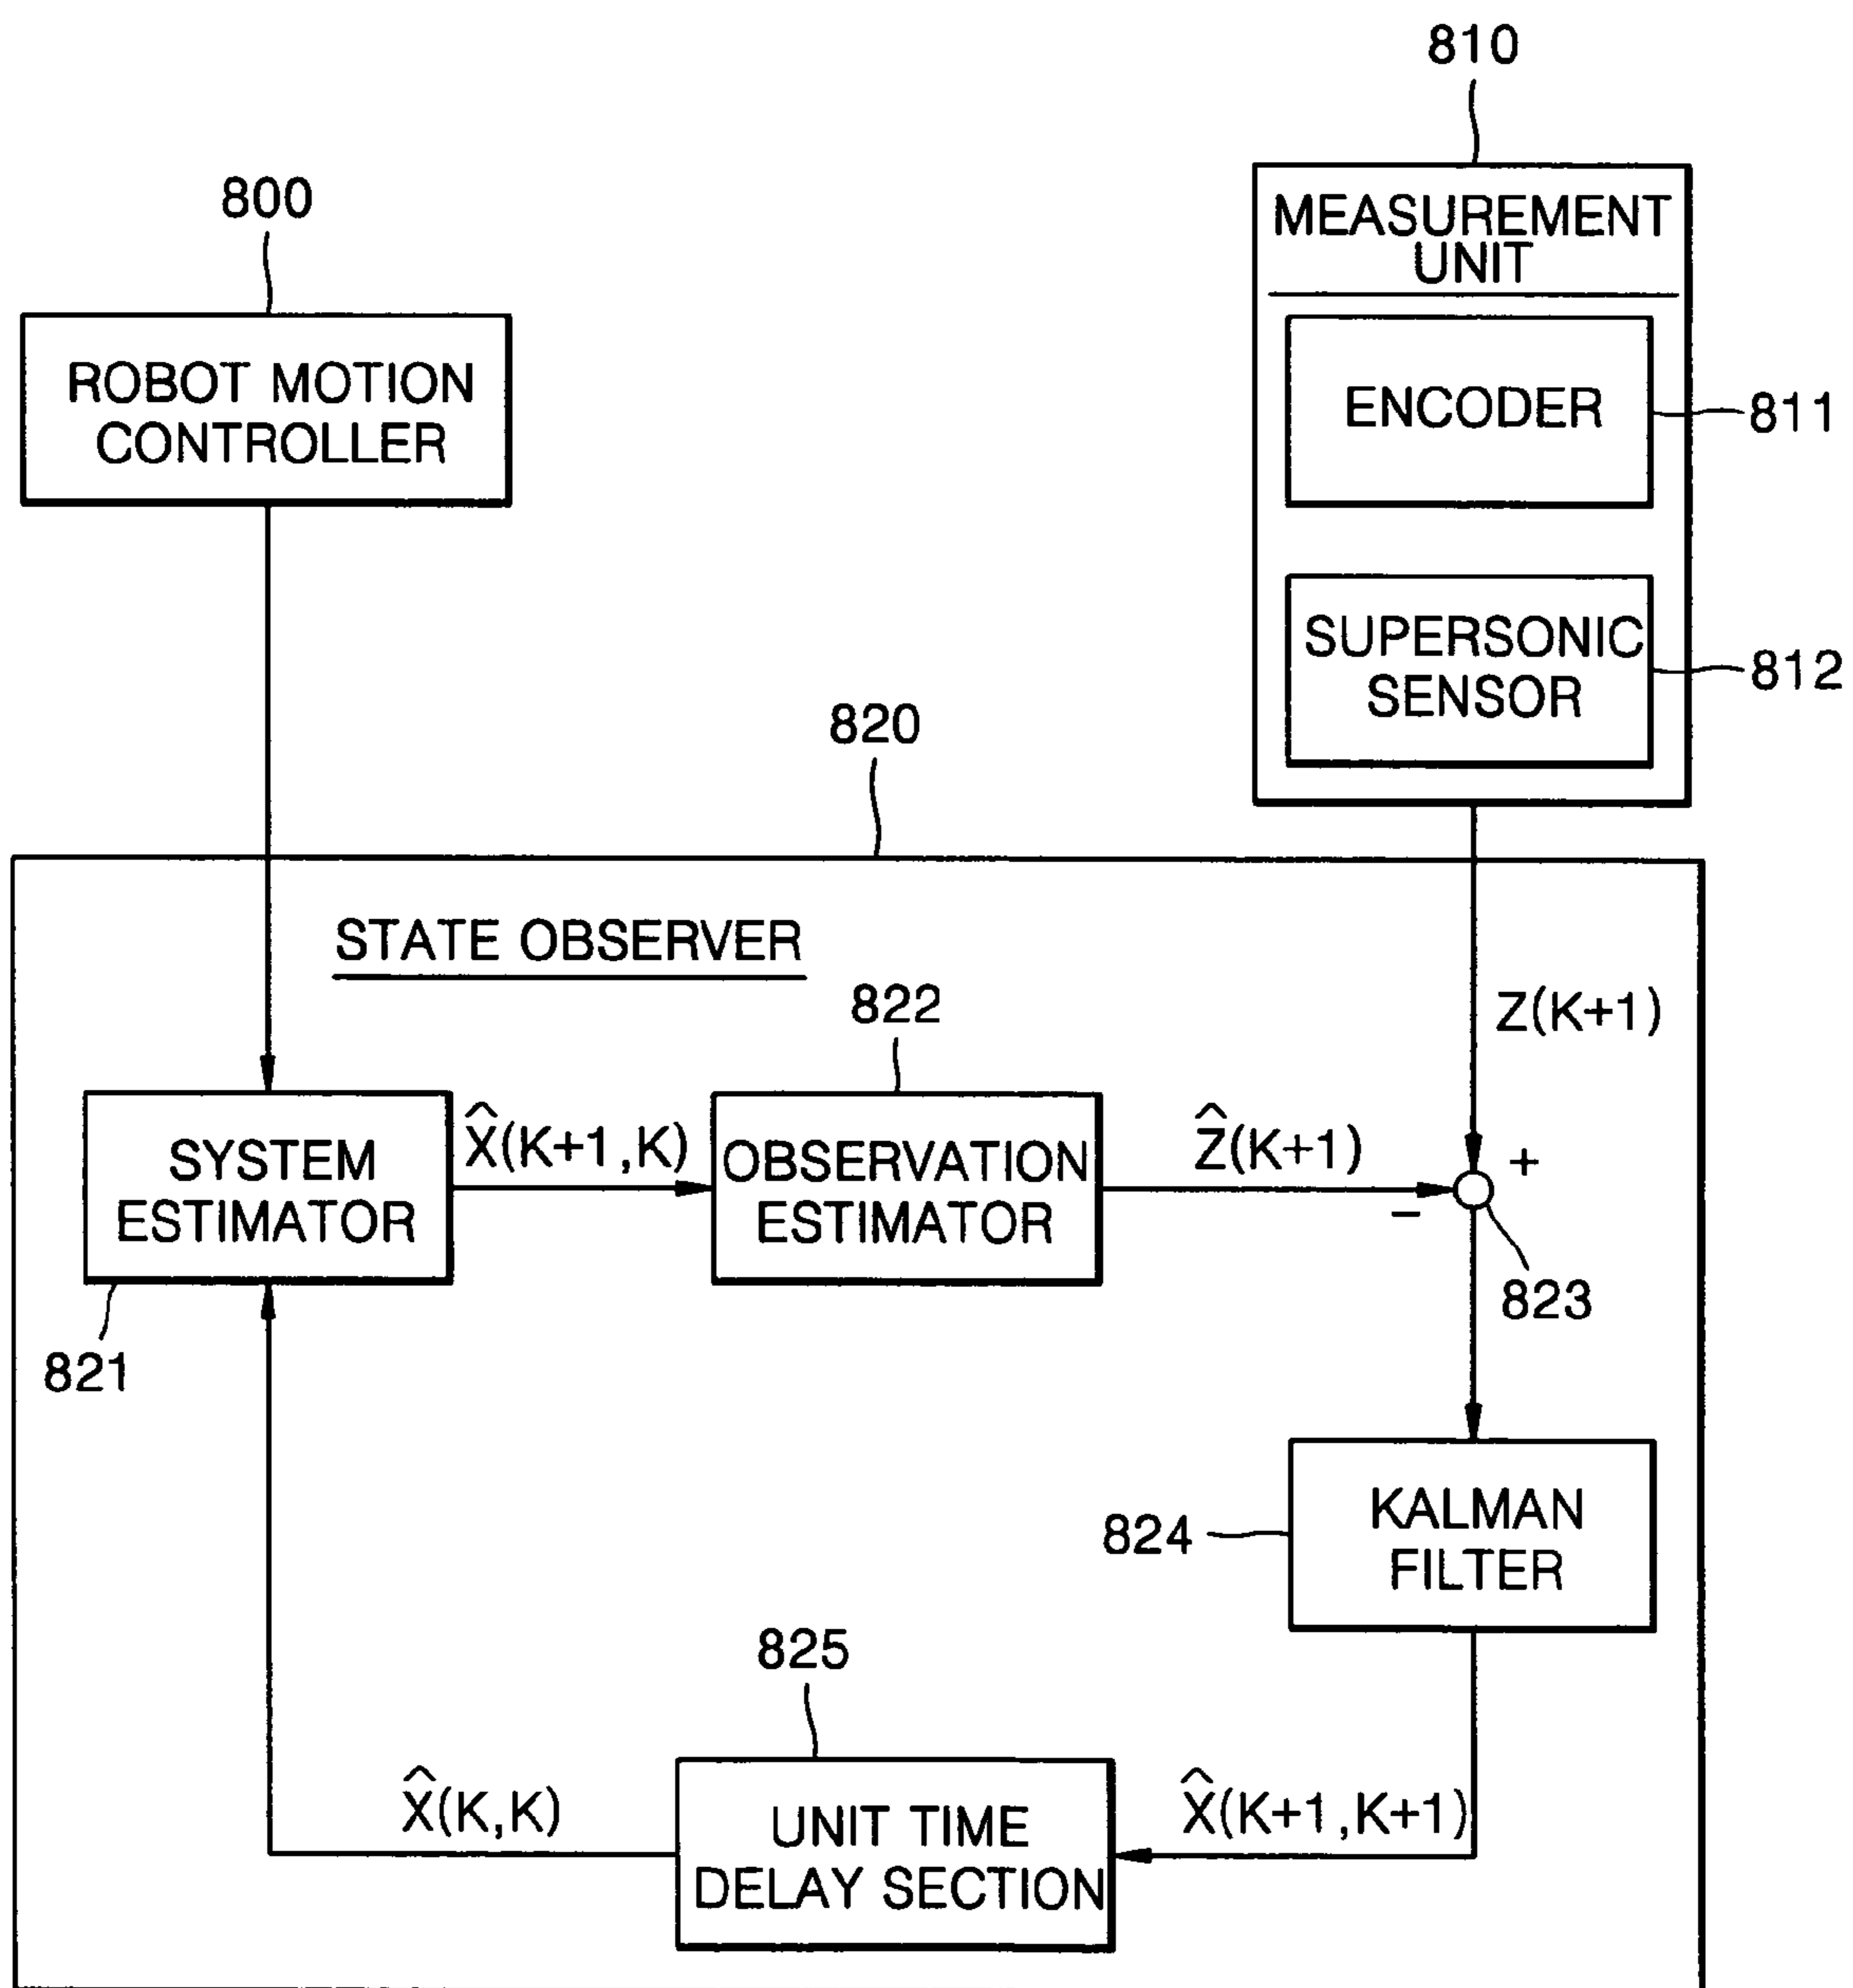 810
800
MEASUREMENT
UNIT
ROBOT MOTION
CONTROLLER
ENCODER
811
SUPERSONIC
SENSOR
812
820
STATE OBSERVER
822
Z(K+1)
SYSTEM
ESTIMATOR
X̂(K+1,K)
OBSERVATION
ESTIMATOR
Ẑ(K+1)
+
−
823
821
KALMAN
FILTER
824
825
X̂(K,K)
UNIT TIME
DELAY SECTION
X̂(K+1,K+1)